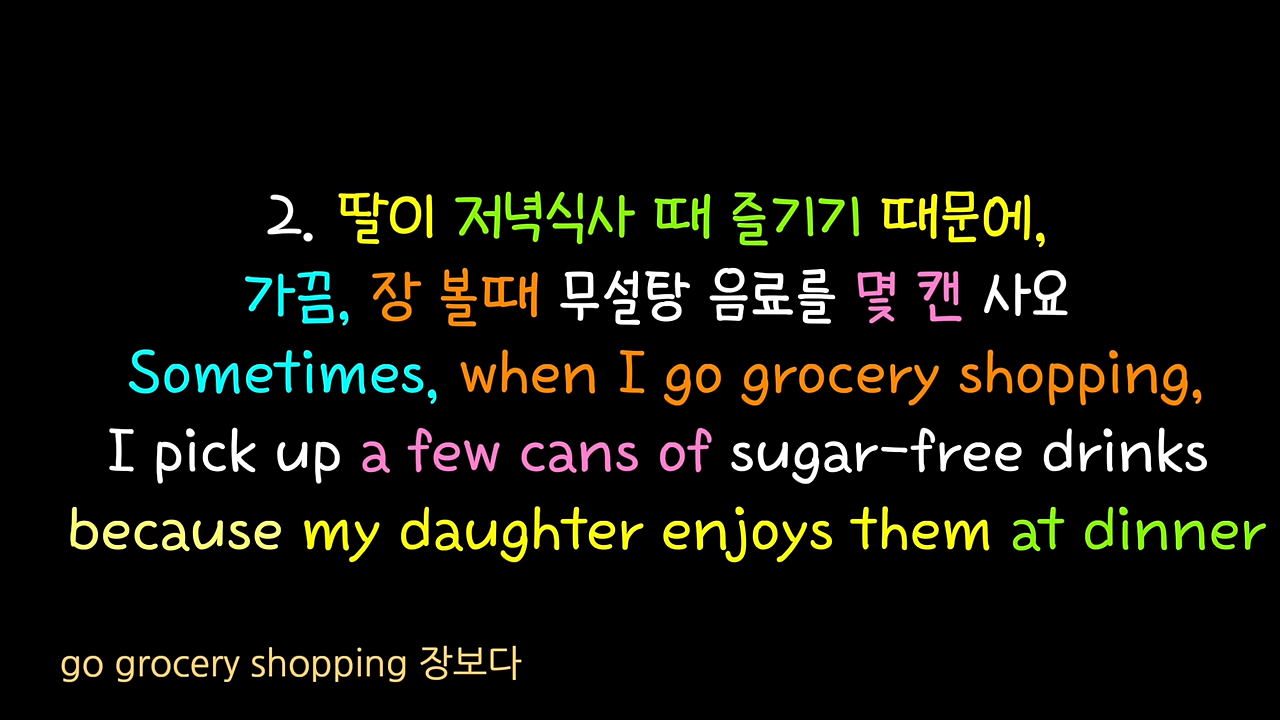 2. 딸이 저녁식사 때 즐기기 때문에,
가끔, 장 볼때 무설탕 음료를 몇 캔 사요
Sometimes, when I go grocery shopping,
I pick up a few cans of sugar-free drinks
because my daughter enjoys them at dinner
go grocery shopping 장보다